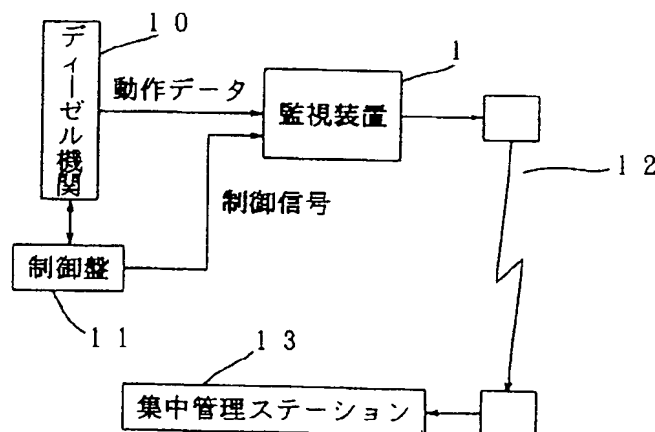 10
ディーゼル機関
動作データ
1
監視装置
12
制御信号
制御盤
11
13
集中管理ステーション